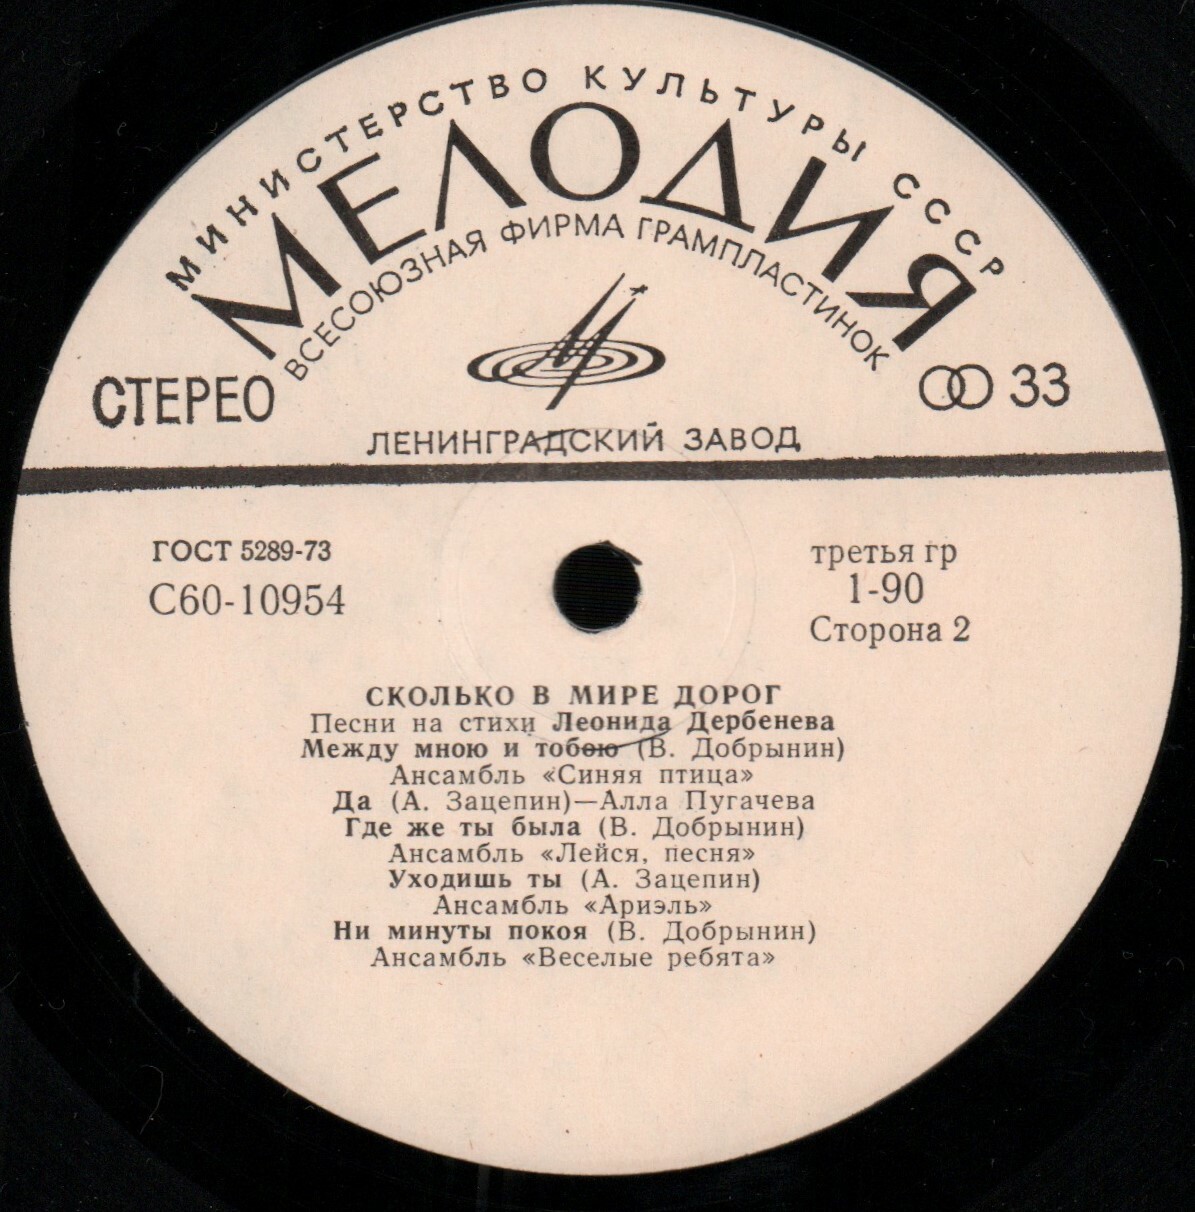 МИНИСТЕРСТВО КУЛЬТУРЫ СССР
МЕЛОДИЯ
ВСЕСОЮЗНАЯ ФИРМА ГРАМПЛАСТИНОК
СТЕРЕО
33
ЛЕНИНГРАДСКИЙ ЗАВОД
ГОСТ 5289-73
С60-10954
третья гр
1-90
Сторона 2
СКОЛЬКО В МИРЕ ДОРОГ
Песни на стихи Леонида Дербенева
Между мною и тобою (В. Добрынин)
Ансамбль «Синяя птица»
Да (А. Зацепин)—Алла Пугачева
Где же ты была (В. Добрынин)
Ансамбль «Лейся, песня»
Уходишь ты (А. Зацепин)
Ансамбль «Ариэль»
Ни минуты покоя (В. Добрынин)
Ансамбль «Веселые ребята»